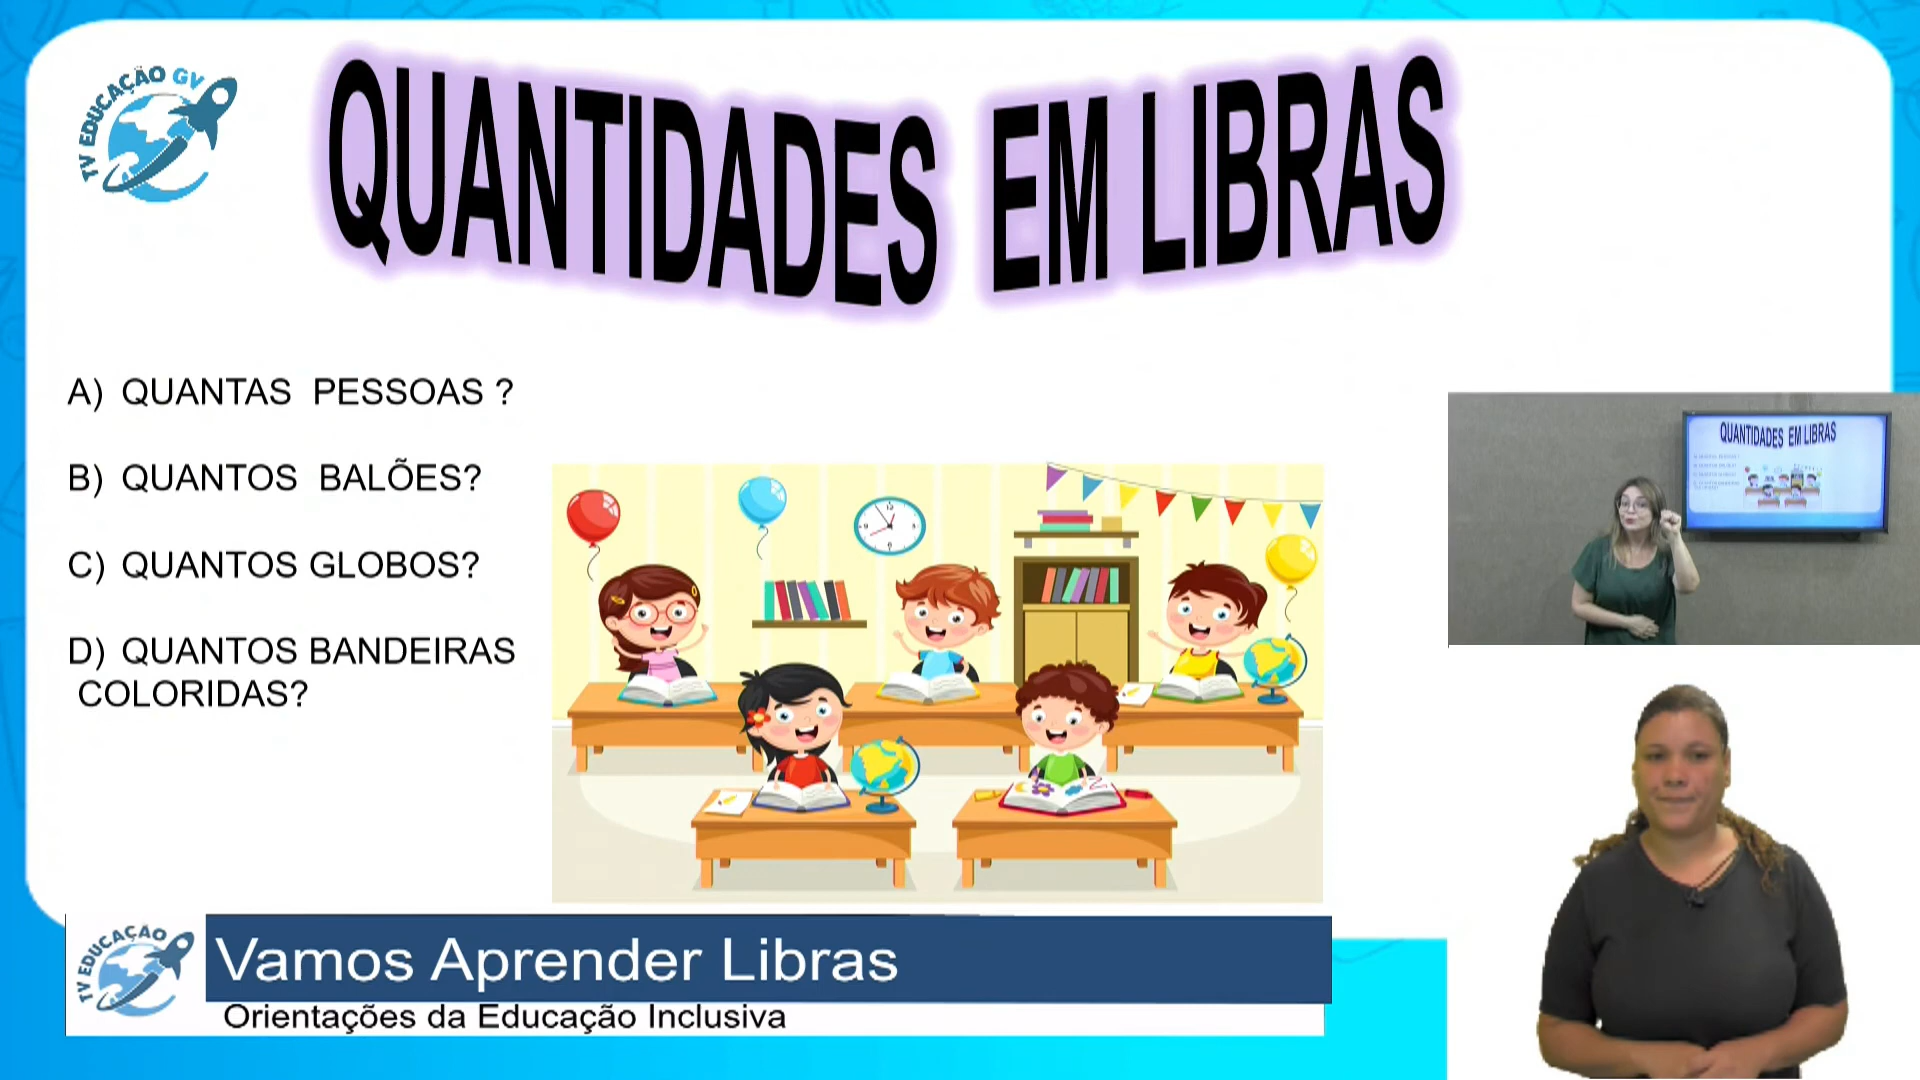 TV EDUCAÇÃO GV
QUANTIDADES EM LIBRAS
A) QUANTAS PESSOAS ?
B) QUANTOS BALÕES?
C) QUANTOS GLOBOS?
D) QUANTOS BANDEIRAS
COLORIDAS?
QUANTIDADES EM LIBRAS
TV EDUCAÇÃO
Vamos Aprender Libras
Orientações da Educação Inclusiva